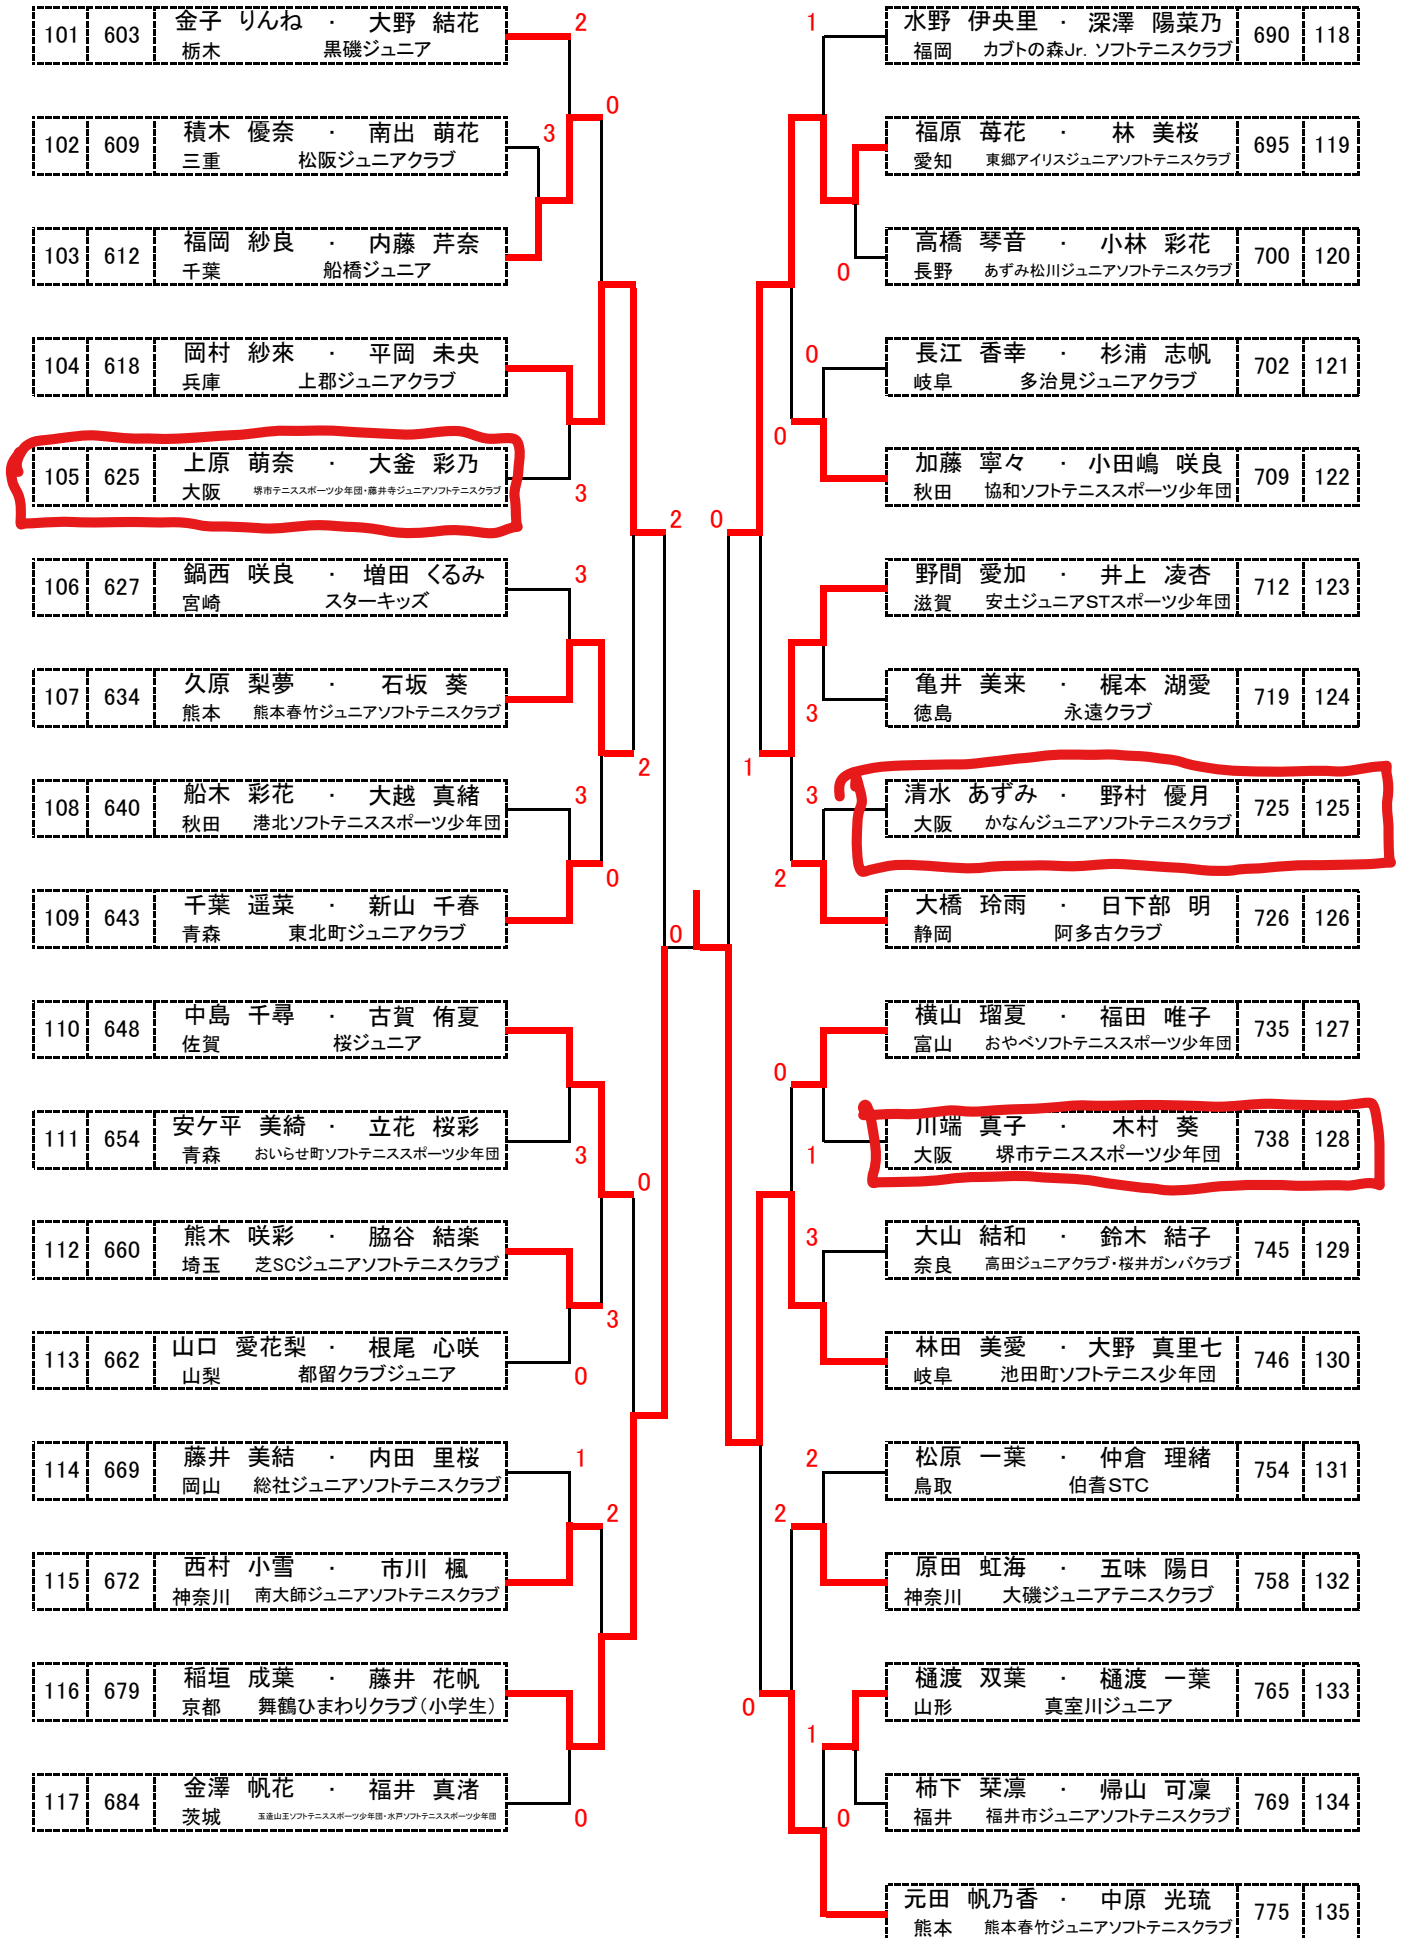 101 603 金子 りんね ・ 大野 結花
栃木 黒磯ジュニア
2
0
102 609 積木 優奈 ・ 南出 萌花
三重 松阪ジュニアクラブ
3
103 612 福岡 紗良 ・ 内藤 芹奈
千葉 船橋ジュニア
104 618 岡村 紗來 ・ 平岡 未央
兵庫 上郡ジュニアクラブ
105 625 上原 萌奈 ・ 大釜 彩乃
大阪 堺市テニススポーツ少年団・藤井寺ジュニアソフトテニスクラブ
3
2
106 627 鍋西 咲良 ・ 増田 くるみ
宮崎 スターキッズ
3
107 634 久原 梨夢 ・ 石坂 葵
熊本 熊本春竹ジュニアソフトテニスクラブ
2
108 640 船木 彩花 ・ 大越 真緒
秋田 港北ソフトテニススポーツ少年団
3
0
109 643 千葉 遥菜 ・ 新山 千春
青森 東北町ジュニアクラブ
0
110 648 中島 千尋 ・ 古賀 侑夏
佐賀 桜ジュニア
111 654 安ケ平 美綺 ・ 立花 桜彩
青森 おいらせ町ソフトテニススポーツ少年団
3
0
112 660 熊木 咲彩 ・ 脇谷 結楽
埼玉 芝SCジュニアソフトテニスクラブ
3
113 662 山口 愛花梨 ・ 根尾 心咲
山梨 都留クラブジュニア
0
114 669 藤井 美結 ・ 内田 里桜
岡山 総社ジュニアソフトテニスクラブ
1
2
115 672 西村 小雪 ・ 市川 楓
神奈川 南大師ジュニアソフトテニスクラブ
116 679 稲垣 成葉 ・ 藤井 花帆
京都 舞鶴ひまわりクラブ(小学生)
117 684 金澤 帆花 ・ 福井 真渚
茨城 玉造山王ソフトテニススポーツ少年団・水戸ソフトテニススポーツ少年団
0
1
水野 伊央里 ・ 深澤 陽菜乃 690 118
福岡 カブトの森Jr. ソフトテニスクラブ
福原 苺花 ・ 林 美桜 695 119
愛知 東郷アイリスジュニアソフトテニスクラブ
高橋 琴音 ・ 小林 彩花 700 120
長野 あずみ松川ジュニアソフトテニスクラブ
0
0
長江 香幸 ・ 杉浦 志帆 702 121
岐阜 多治見ジュニアクラブ
0
加藤 寧々 ・ 小田嶋 咲良 709 122
秋田 協和ソフトテニススポーツ少年団
0
野間 愛加 ・ 井上 凌杏 712 123
滋賀 安土ジュニアSTスポーツ少年団
亀井 美来 ・ 梶本 湖愛 719 124
徳島 永遠クラブ
3
1
3
清水 あずみ ・ 野村 優月 725 125
大阪 かなんジュニアソフトテニスクラブ
2
大橋 玲雨 ・ 日下部 明 726 126
静岡 阿多古クラブ
横山 瑠夏 ・ 福田 唯子 735 127
富山 おやべソフトテニススポーツ少年団
0
川端 真子 ・ 木村 葵 738 128
大阪 堺市テニススポーツ少年団
1
3
大山 結和 ・ 鈴木 結子 745 129
奈良 高田ジュニアクラブ・桜井ガンバクラブ
林田 美愛 ・ 大野 真里七 746 130
岐阜 池田町ソフトテニス少年団
2
松原 一葉 ・ 仲倉 理緒 754 131
鳥取 伯耆STC
2
原田 虹海 ・ 五味 陽日 758 132
神奈川 大磯ジュニアテニスクラブ
樋渡 双葉 ・ 樋渡 一葉 765 133
山形 真室川ジュニア
0
1
柿下 栞凛 ・ 帰山 可凜 769 134
福井 福井市ジュニアソフトテニスクラブ
0
元田 帆乃香 ・ 中原 光琉 775 135
熊本 熊本春竹ジュニアソフトテニスクラブ